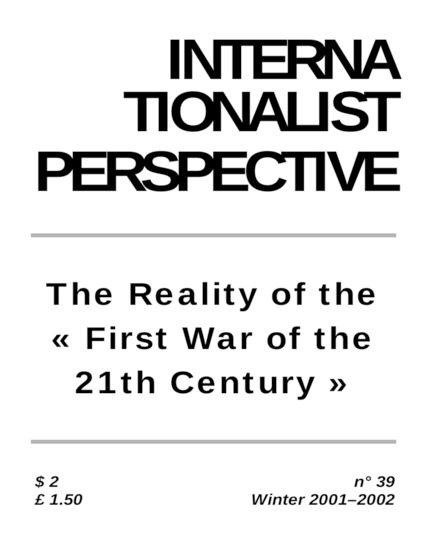 INTERNA
TIONALIST
PERSPECTIVE
The Reality of the
« First War of the
21th Century »
$ 2
n° 39
£ 1.50
Winter 2001–2002